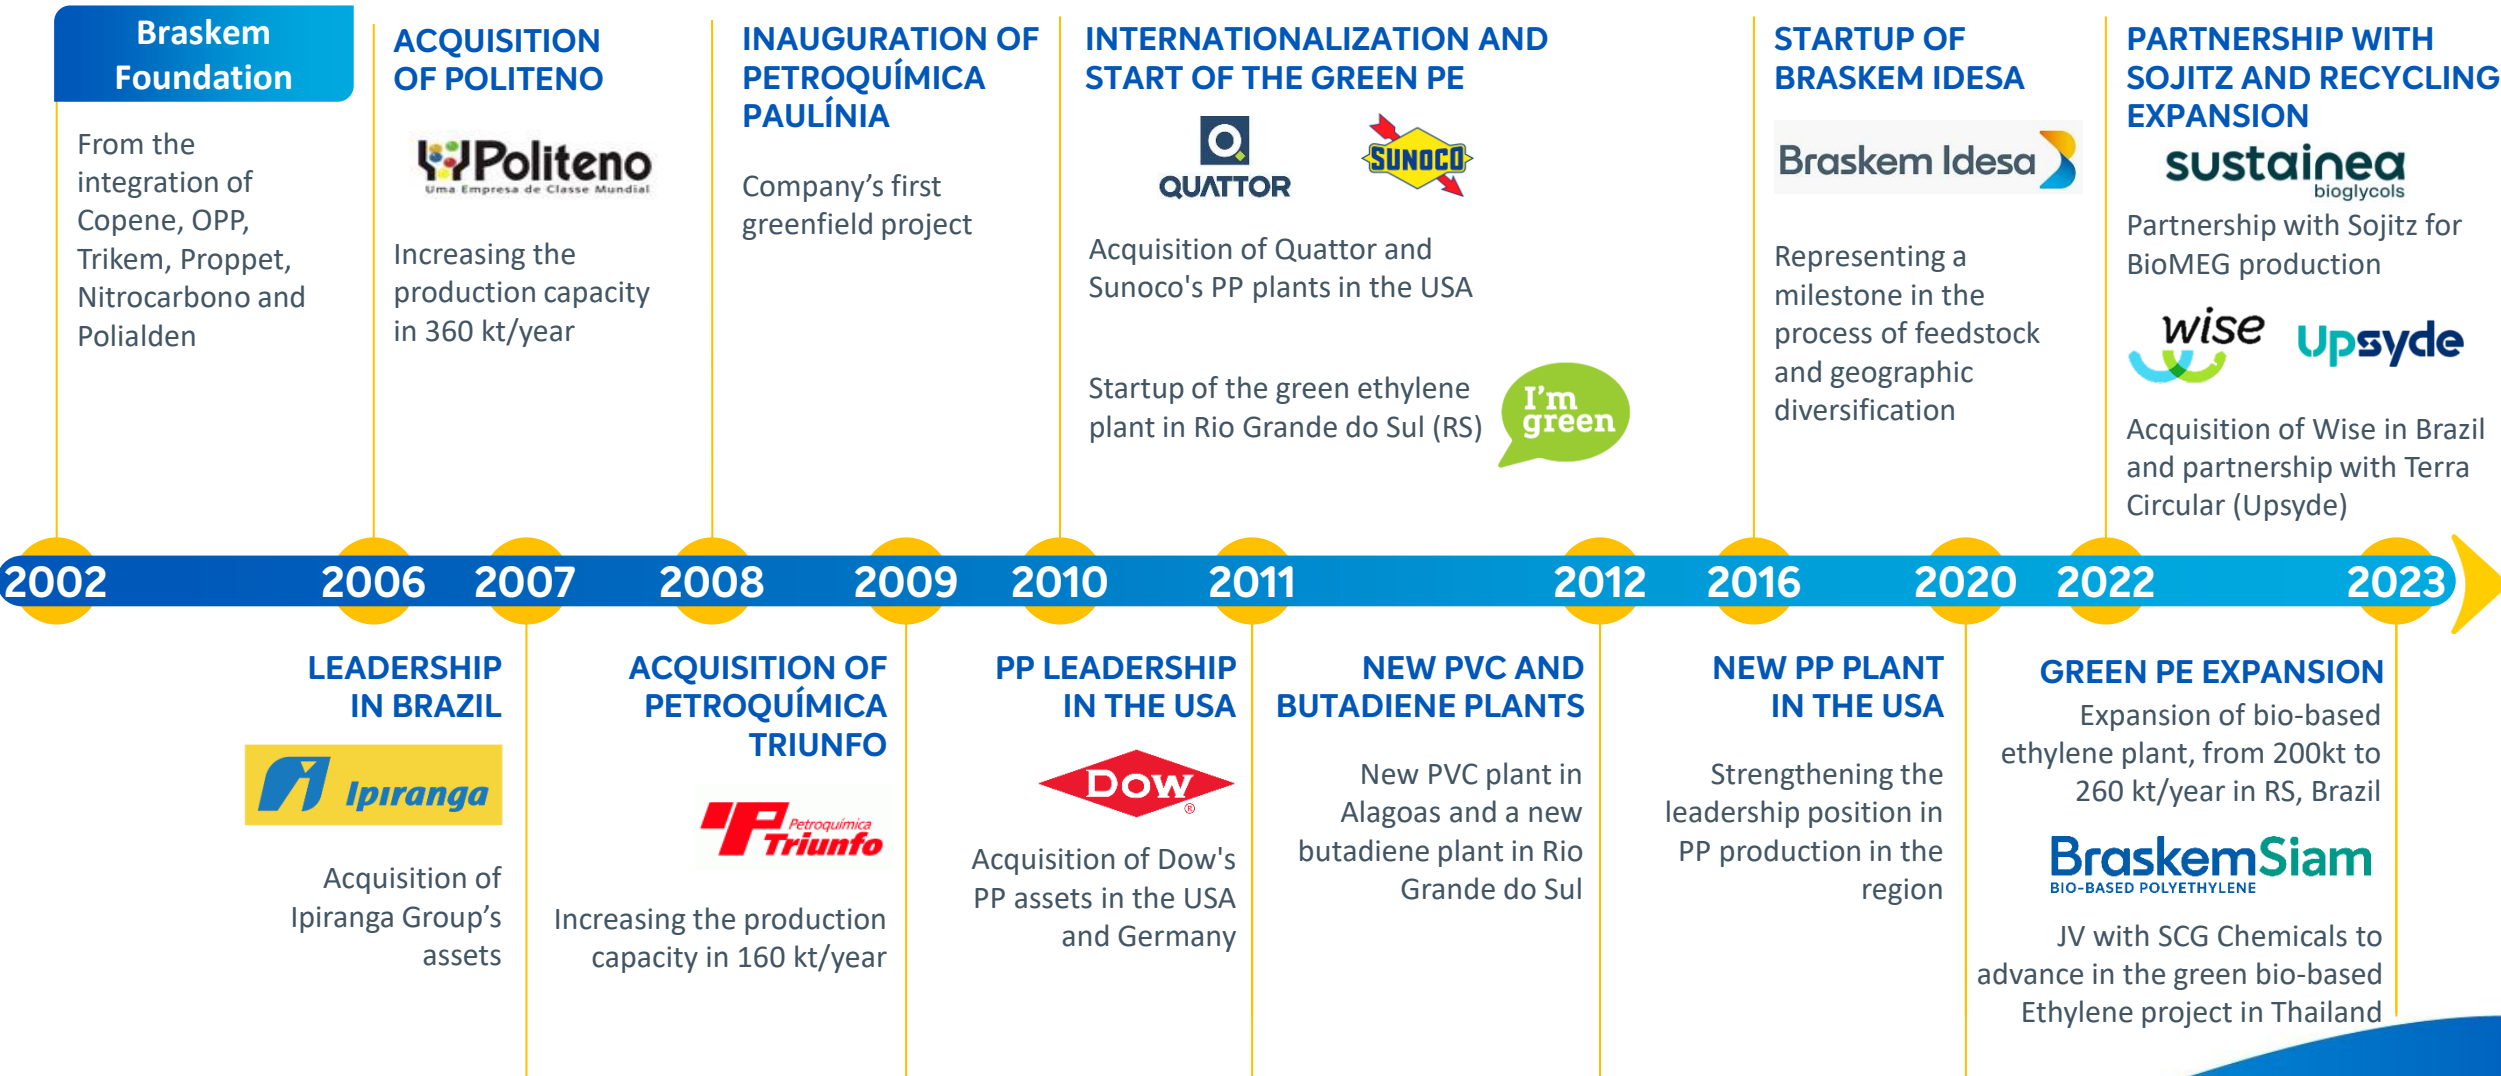 Braskem
Foundation
From the
integration of
Copene, OPP,
Trikem, Proppet,
Nitrocarbono and
Polialden
ACQUISITION
OF POLITENO
Politeno
Uma Empresa de Classe Mundial
Increasing the
production capacity
in 360 kt/year
INAUGURATION OF
PETROQUÍMICA
PAULÍNIA
Company's first
greenfield project
INTERNATIONALIZATION AND
START OF THE GREEN PE
QUATTOR
SUNOCO
Acquisition of Quattor and
Sunoco's PP plants in the USA
Startup of the green ethylene
plant in Rio Grande do Sul (RS)
I'm
green
STARTUP OF
BRASKEM IDESA
Braskem Idesa
Representing a
milestone in the
process of feedstock
and geographic
diversification
PARTNERSHIP WITH
SOJITZ AND RECYCLING
EXPANSION
sustainea
bioglycols
Partnership with Sojitz for
BioMEG production
wise
Upsyde
Acquisition of Wise in Brazil
and partnership with Terra
Circular (Upsyde)
2002 2006 2007 2008 2009 2010 2011 2012 2016 2020 2022 2023
LEADERSHIP
IN BRAZIL
Ipiranga
Acquisition of
Ipiranga Group's
assets
ACQUISITION OF
PETROQUÍMICA
TRIUNFO
Petroquímica
Triunfo
Increasing the production
capacity in 160 kt/year
PP LEADERSHIP
IN THE USA
DOW
®
Acquisition of Dow's
PP assets in the USA
and Germany
NEW PVC AND
BUTADIENE PLANTS
New PVC plant in
Alagoas and a new
butadiene plant in Rio
Grande do Sul
NEW PP PLANT
IN THE USA
Strengthening the
leadership position in
PP production in the
region
GREEN PE EXPANSION
Expansion of bio-based
ethylene plant, from 200kt to
260 kt/year in RS, Brazil
BraskemSiam
BIO-BASED POLYETHYLENE
JV with SCG Chemicals to
advance in the green bio-based
Ethylene project in Thailand